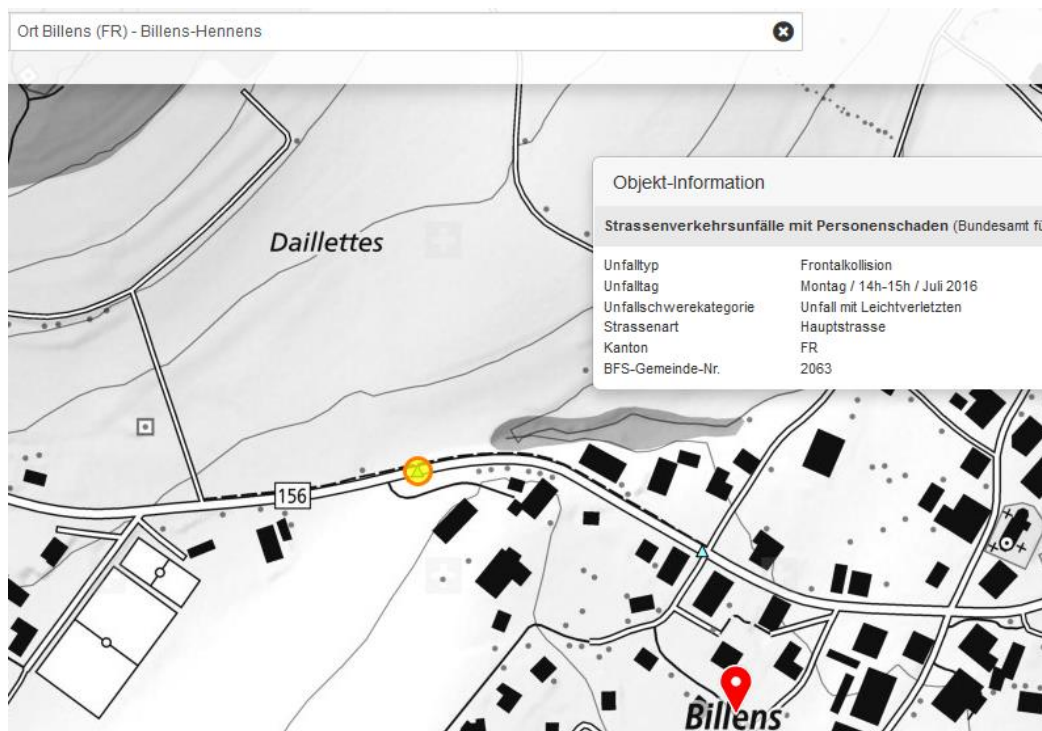 Ort Billens (FR) - Billens-Hennens
Objekt-Information
Strassenverkehrsunfälle mit Personenschaden (Bundesamt fü
Daillettes
Unfalltyp Frontalkollision
Unfalltag Montag / 14h-15h / Juli 2016
Unfallschwerekategorie Unfall mit Leichtverletzten
Strassenart Hauptstrasse
Kanton FR
BFS-Gemeinde-Nr. 2063
156
Billens